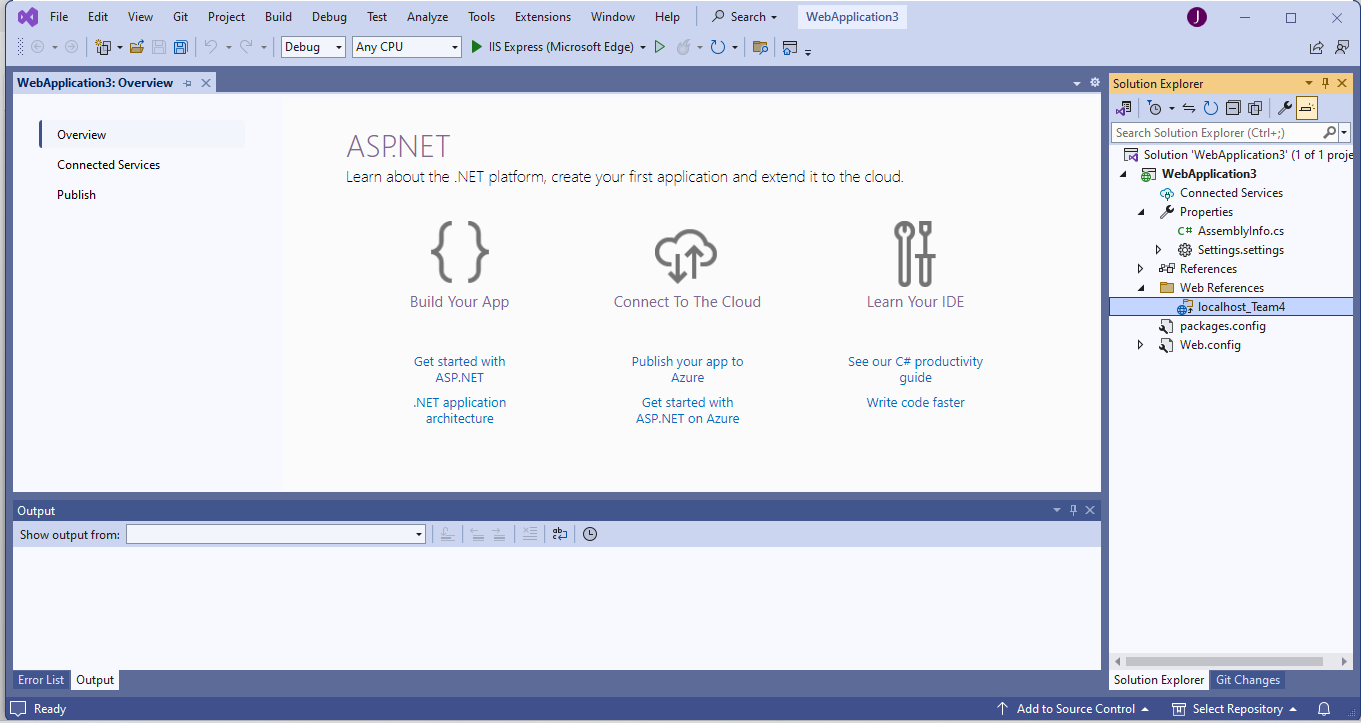 File Edit View Git Project Build Debug Test Analyze Tools Extensions Window Help Search WebApplication3 J
Debug Any CPU IIS Express (Microsoft Edge)
WebApplication3: Overview
Overview
Connected Services
Publish
ASP.NET
Learn about the .NET platform, create your first application and extend it to the cloud.
Build Your App
Get started with
ASP.NET
.NET application
architecture
Connect To The Cloud
Publish your app to
Azure
Get started with
ASP.NET on Azure
Learn Your IDE
See our C# productivity
guide
Write code faster
Output
Show output from:
Error List Output
Solution Explorer
Search Solution Explorer (Ctrl+;)
Solution 'WebApplication3' (1 of 1 proje
WebApplication3
Connected Services
Properties
C# AssemblyInfo.cs
Settings.settings
References
Web References
localhost_Team4
packages.config
Web.config
Solution Explorer Git Changes
Ready Add to Source Control Select Repository